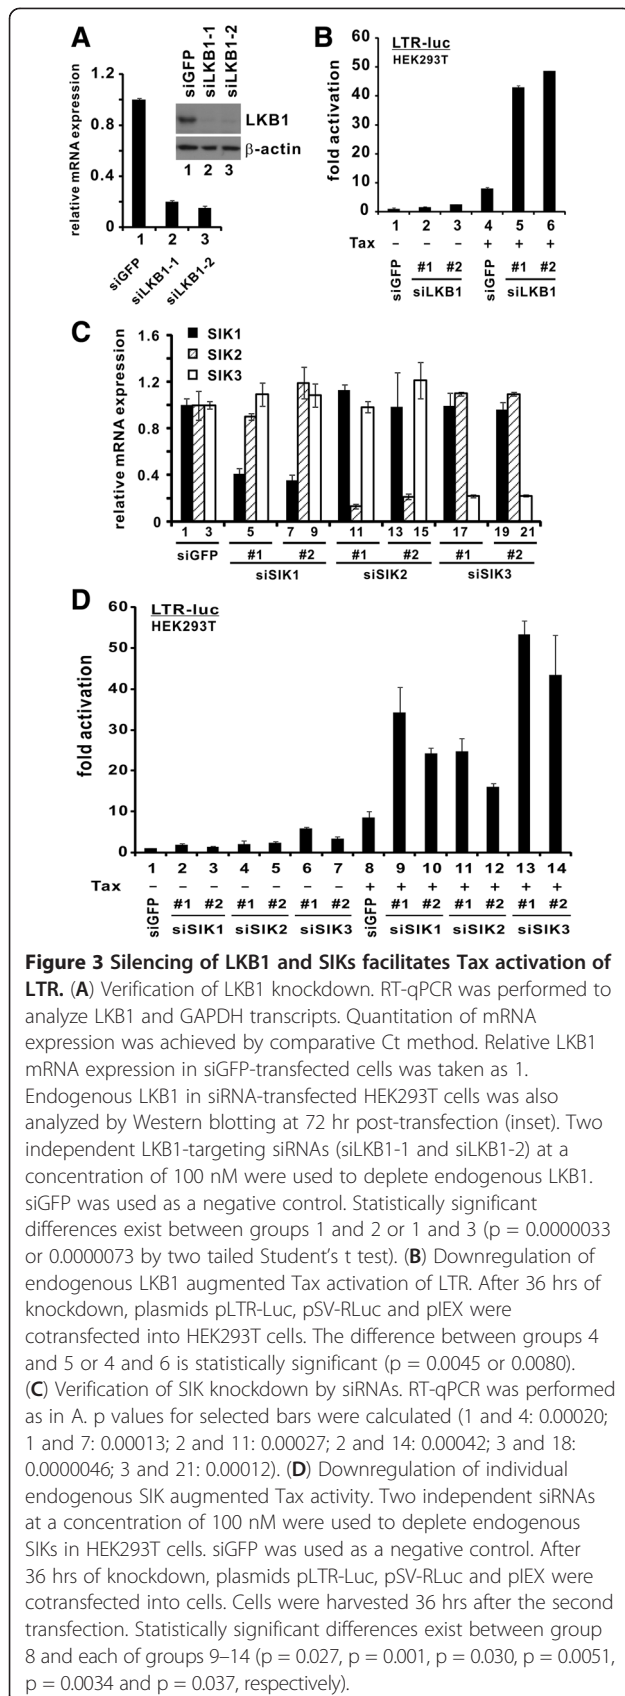 A
siGFP
siLKB1-1
siLKB1-2
LKB1
β-actin
1 2 3
relative mRNA expression
1.2
0.8
0.4
0
1 2 3
siGFP
siLKB1-1
siLKB1-2
B
LTR-luc
HEK293T
fold activation
60
50
40
30
20
10
0
1 2 3 4 5 6
Tax – – – + + +
siGFP #1 #2 siGFP #1 #2
siLKB1 siLKB1
C
SIK1
SIK2
SIK3
relative mRNA expression
1.6
1.2
0.8
0.4
0
1 3 5 7 9 11 13 15 17 19 21
siGFP #1 #2 #1 #2 #1 #2
siSIK1 siSIK2 siSIK3
D
LTR-luc
HEK293T
fold activation
60
50
40
30
20
10
0
1 2 3 4 5 6 7 8 9 10 11 12 13 14
Tax – – – – – – – + + + + + + +
siGFP #1 #2 #1 #2 #1 #2 siGFP #1 #2 #1 #2 #1 #2
siSIK1 siSIK2 siSIK3 siSIK1 siSIK2 siSIK3
Figure 3 Silencing of LKB1 and SIKs facilitates Tax activation of
LTR. (A) Verification of LKB1 knockdown. RT-qPCR was performed to
analyze LKB1 and GAPDH transcripts. Quantitation of mRNA
expression was achieved by comparative Ct method. Relative LKB1
mRNA expression in siGFP-transfected cells was taken as 1.
Endogenous LKB1 in siRNA-transfected HEK293T cells was also
analyzed by Western blotting at 72 hr post-transfection (inset). Two
independent LKB1-targeting siRNAs (siLKB1-1 and siLKB1-2) at a
concentration of 100 nM were used to deplete endogenous LKB1.
siGFP was used as a negative control. Statistically significant
differences exist between groups 1 and 2 or 1 and 3 (p = 0.0000033
or 0.0000073 by two tailed Student's t test). (B) Downregulation of
endogenous LKB1 augmented Tax activation of LTR. After 36 hrs of
knockdown, plasmids pLTR-Luc, pSV-RLuc and pIEX were
cotransfected into HEK293T cells. The difference between groups 4
and 5 or 4 and 6 is statistically significant (p = 0.0045 or 0.0080).
(C) Verification of SIK knockdown by siRNAs. RT-qPCR was performed
as in A. p values for selected bars were calculated (1 and 4: 0.00020;
1 and 7: 0.00013; 2 and 11: 0.00027; 2 and 14: 0.00042; 3 and 18:
0.0000046; 3 and 21: 0.00012). (D) Downregulation of individual
endogenous SIK augmented Tax activity. Two independent siRNAs
at a concentration of 100 nM were used to deplete endogenous
SIKs in HEK293T cells. siGFP was used as a negative control. After
36 hrs of knockdown, plasmids pLTR-Luc, pSV-RLuc and pIEX were
cotransfected into cells. Cells were harvested 36 hrs after the second
transfection. Statistically significant differences exist between group
8 and each of groups 9–14 (p = 0.027, p = 0.001, p = 0.030, p = 0.0051,
p = 0.0034 and p = 0.037, respectively).